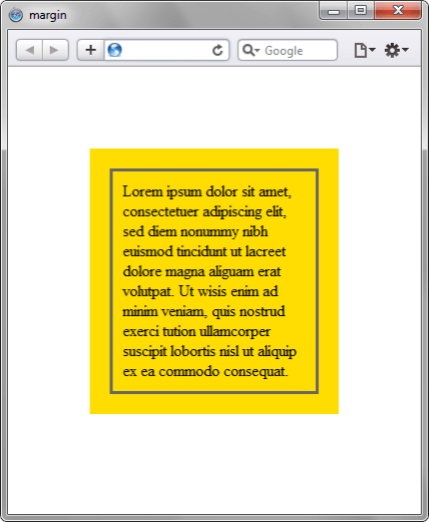 margin
Google
Lorem ipsum dolor sit amet,
consectetuer adipiscing elit,
sed diem nonummy nibh
euismod tincidunt ut lacreet
dolore magna aliguam erat
volutpat. Ut wisis enim ad
minim veniam, quis nostrud
exerci tution ullamcorper
suscipit lobortis nisl ut aliquip
ex ea commodo consequat.